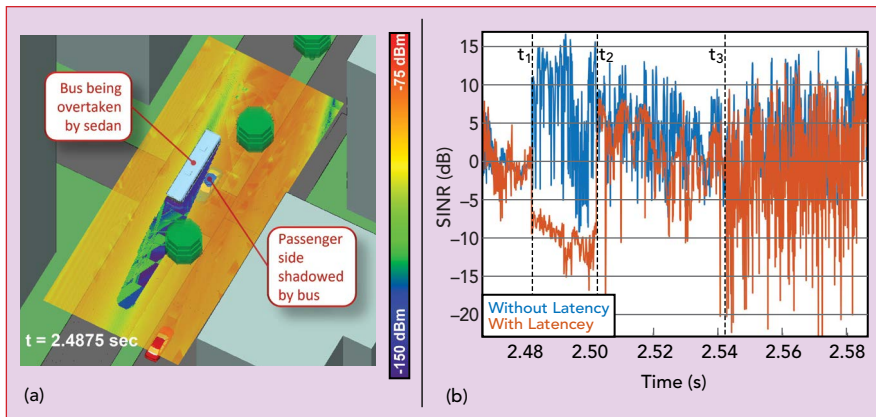 Bus being
overtaken
by sedan
Passenger
side
shadowed
by bus
t = 2.4875 sec
-75 dBm
-150 dBm
(a)
SINR (dB)
15
10
5
0
−5
−10
−15
−20
t1
t2
t3
Without Latency
With Latencey
2.48 2.50 2.52 2.54 2.56 2.58
Time (s)
(b)